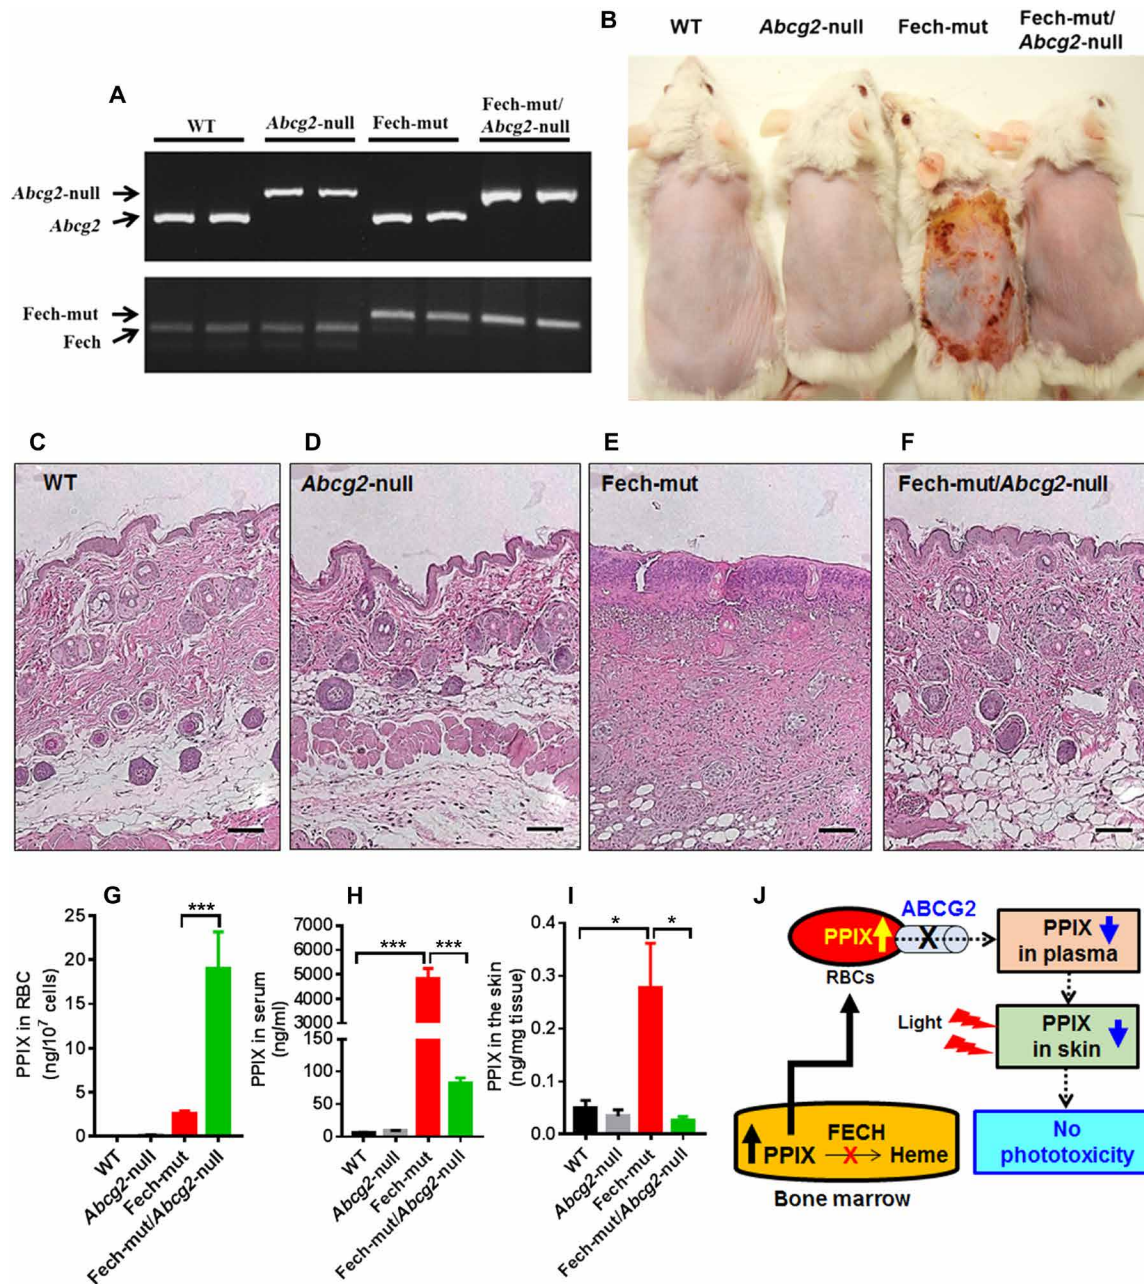 A
WT
Abcg2-null
Fech-mut
Fech-mut/
Abcg2-null
Abcg2-null
Abcg2
Fech-mut
Fech
B
WT
Abcg2-null
Fech-mut
Fech-mut/
Abcg2-null
C
WT
D
Abcg2-null
E
Fech-mut
F
Fech-mut/Abcg2-null
G
PPIX in RBC
(ng/10⁷ cells)
25
20
15
10
5
0
***
WT
Abcg2-null
Fech-mut
Fech-mut/Abcg2-null
H
PPIX in serum
(ng/ml)
7000
6000
5000
4000
3000
150
100
50
0
***
***
WT
Abcg2-null
Fech-mut
Fech-mut/Abcg2-null
I
PPIX in the skin
(ng/mg tissue)
0.4
0.3
0.2
0.1
0.0
*
*
WT
Abcg2-null
Fech-mut
Fech-mut/Abcg2-null
J
ABCG2
PPIX
X
RBCs
PPIX
in plasma
Light
PPIX
in skin
No
phototoxicity
FECH
PPIX
X
Heme
Bone marrow